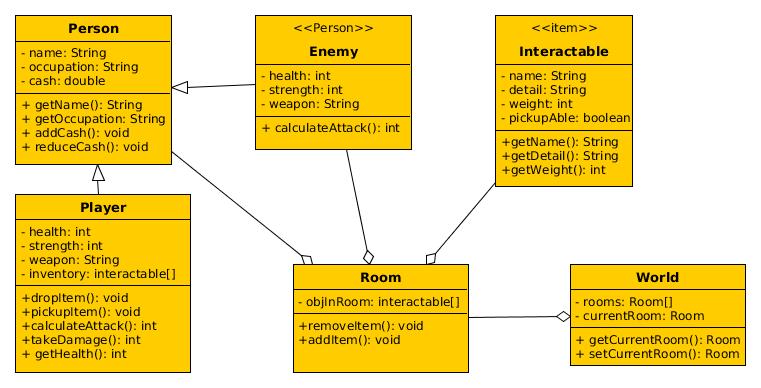 Person
- name: String
- occupation: String
- cash: double
+ getName(): String
+ getOccupation: String
+ addCash(): void
+ reduceCash(): void
<<Person>>
Enemy
- health: int
- strength: int
- weapon: String
+ calculateAttack(): int
<<item>>
Interactable
- name: String
- detail: String
- weight: int
- pickupAble: boolean
+getName(): String
+getDetail(): String
+getWeight(): int
Player
- health: int
- strength: int
- weapon: String
- inventory: interactable[]
+dropItem(): void
+pickupItem(): void
+calculateAttack(): int
+takeDamage(): int
+ getHealth(): int
Room
- objInRoom: interactable[]
+removeItem(): void
+addItem(): void
World
- rooms: Room[]
- currentRoom: Room
+ getCurrentRoom(): Room
+ setCurrentRoom(): Room